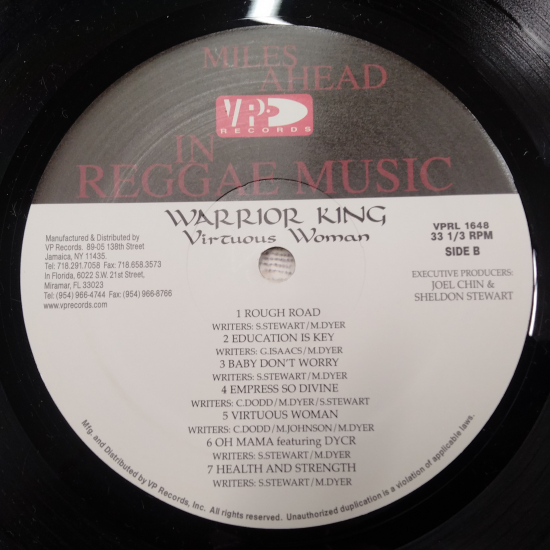 MILES
AHEAD
VP
RECORDS
IN
REGGAE MUSIC
WARRIOR KING
Virtuous Woman
Manufactured & Distributed by
VP Records. 89-05 138th Street
Jamaica, NY 11435.
Tel: 718.291.7058 Fax: 718.658.3573
In Florida, 6022 S.W. 21st Street,
Miramar, FL 33023
Tel: (954) 966-4744 Fax: (954) 966-8766
www.vprecords.com
VPRL 1648
33 1/3 RPM
SIDE B
EXECUTIVE PRODUCERS:
JOEL CHIN &
SHELDON STEWART
1 ROUGH ROAD
WRITERS: S.STEWART/M.DYER
2 EDUCATION IS KEY
WRITERS: G.ISAACS/M.DYER
3 BABY DON'T WORRY
WRITERS: S.STEWART/M.DYER
4 EMPRESS SO DIVINE
WRITERS: C.DODD/M.DYER/S.STEWART
5 VIRTUOUS WOMAN
WRITERS: C.DODD/M.JOHNSON/M.DYER
6 OH MAMA featuring DYCR
WRITERS: S.STEWART/M.DYER
7 HEALTH AND STRENGTH
WRITERS: S.STEWART/M.DYER
Mfg. and Distributed by VP Records, Inc. All rights reserved. Unauthorized duplication is a violation of applicable laws.